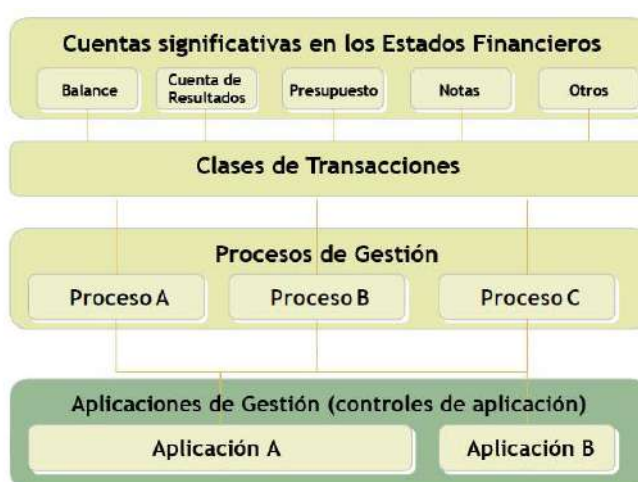 Cuentas significativas en los Estados Financieros
Balance
Cuenta de
Resultados
Presupuesto
Notas
Otros
Clases de Transacciones
Procesos de Gestión
Proceso A
Proceso B
Proceso C
Aplicaciones de Gestión (controles de aplicación)
Aplicación A
Aplicación B